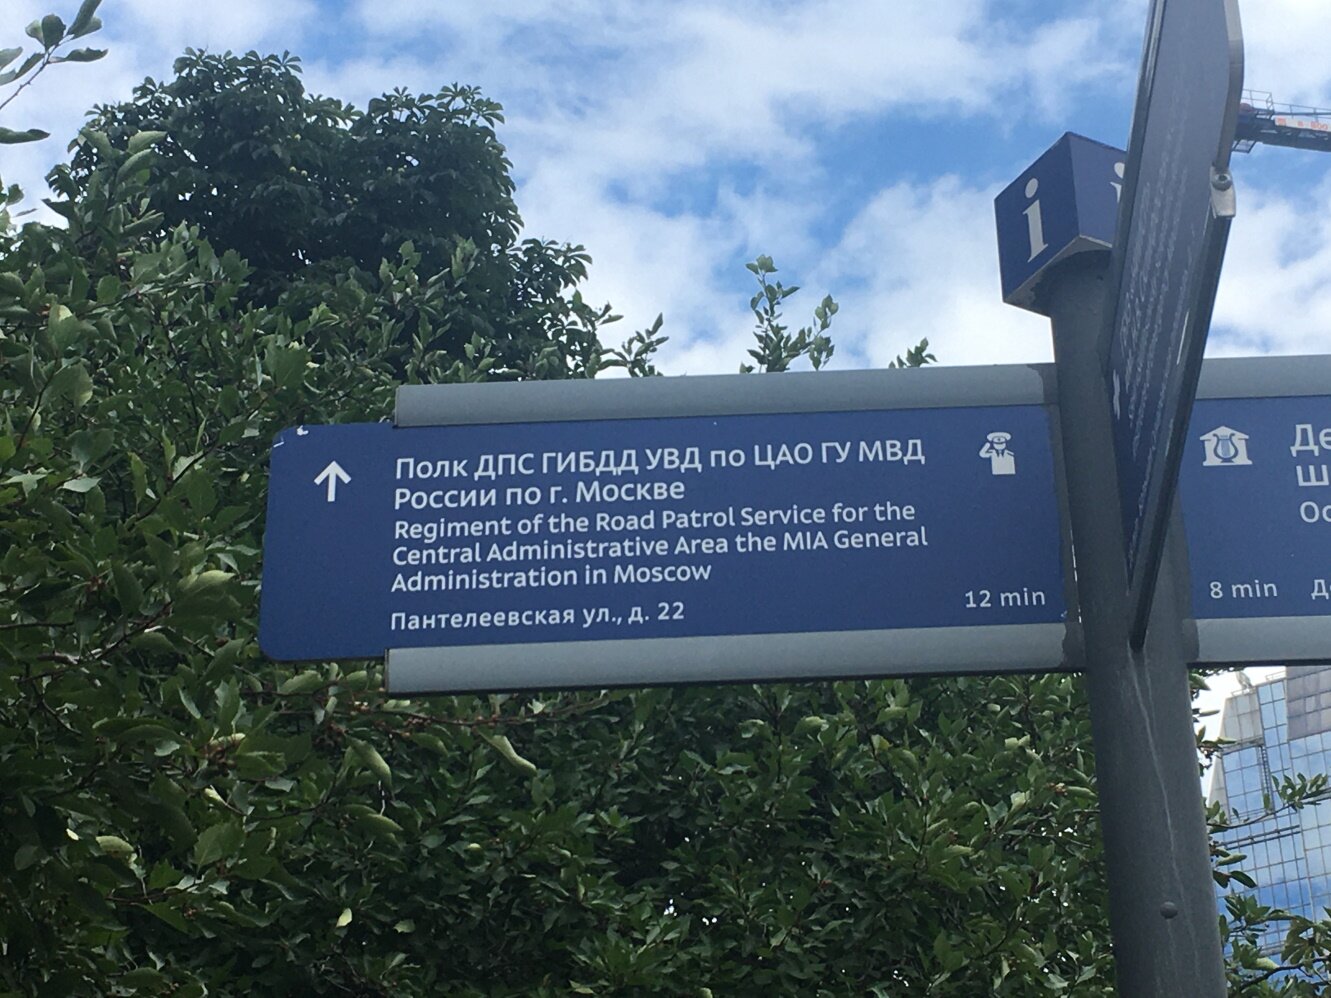 i
Полк ДПС ГИБДД УВД по ЦАО ГУ МВД
России по г. Москве
Regiment of the Road Patrol Service for the
Central Administrative Area the MIA General
Administration in Moscow
Пантелеевская ул., д. 22
12 min
8 min